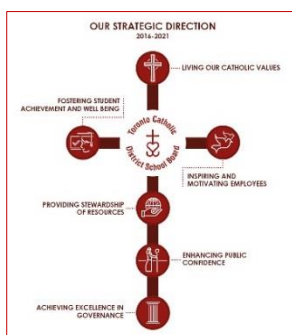 OUR STRATEGIC DIRECTION
2016-2021
LIVING OUR CATHOLIC VALUES
FOSTERING STUDENT
ACHIEVEMENT AND WELL BEING
Toronto Catholic
District School Board
INSPIRING AND
MOTIVATING EMPLOYEES
PROVIDING STEWARDSHIP
OF RESOURCES
ENHANCING PUBLIC
CONFIDENCE
ACHIEVING EXCELLENCE IN
GOVERNANCE